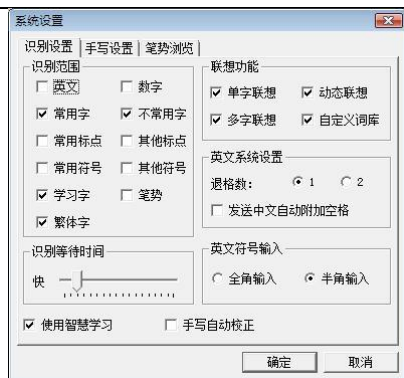 系统设置
识别设置 手写设置 笔势浏览
识别范围
英文 数字
常用字 不常用字
常用标点 其他标点
常用符号 其他符号
学习字 笔势
繁体字
联想功能
单字联想 动态联想
多字联想 自定义词库
英文系统设置
退格数： 1 2
发送中文自动附加空格
识别等待时间
快
英文符号输入
全角输入 半角输入
使用智慧学习 手写自动校正
确定 取消